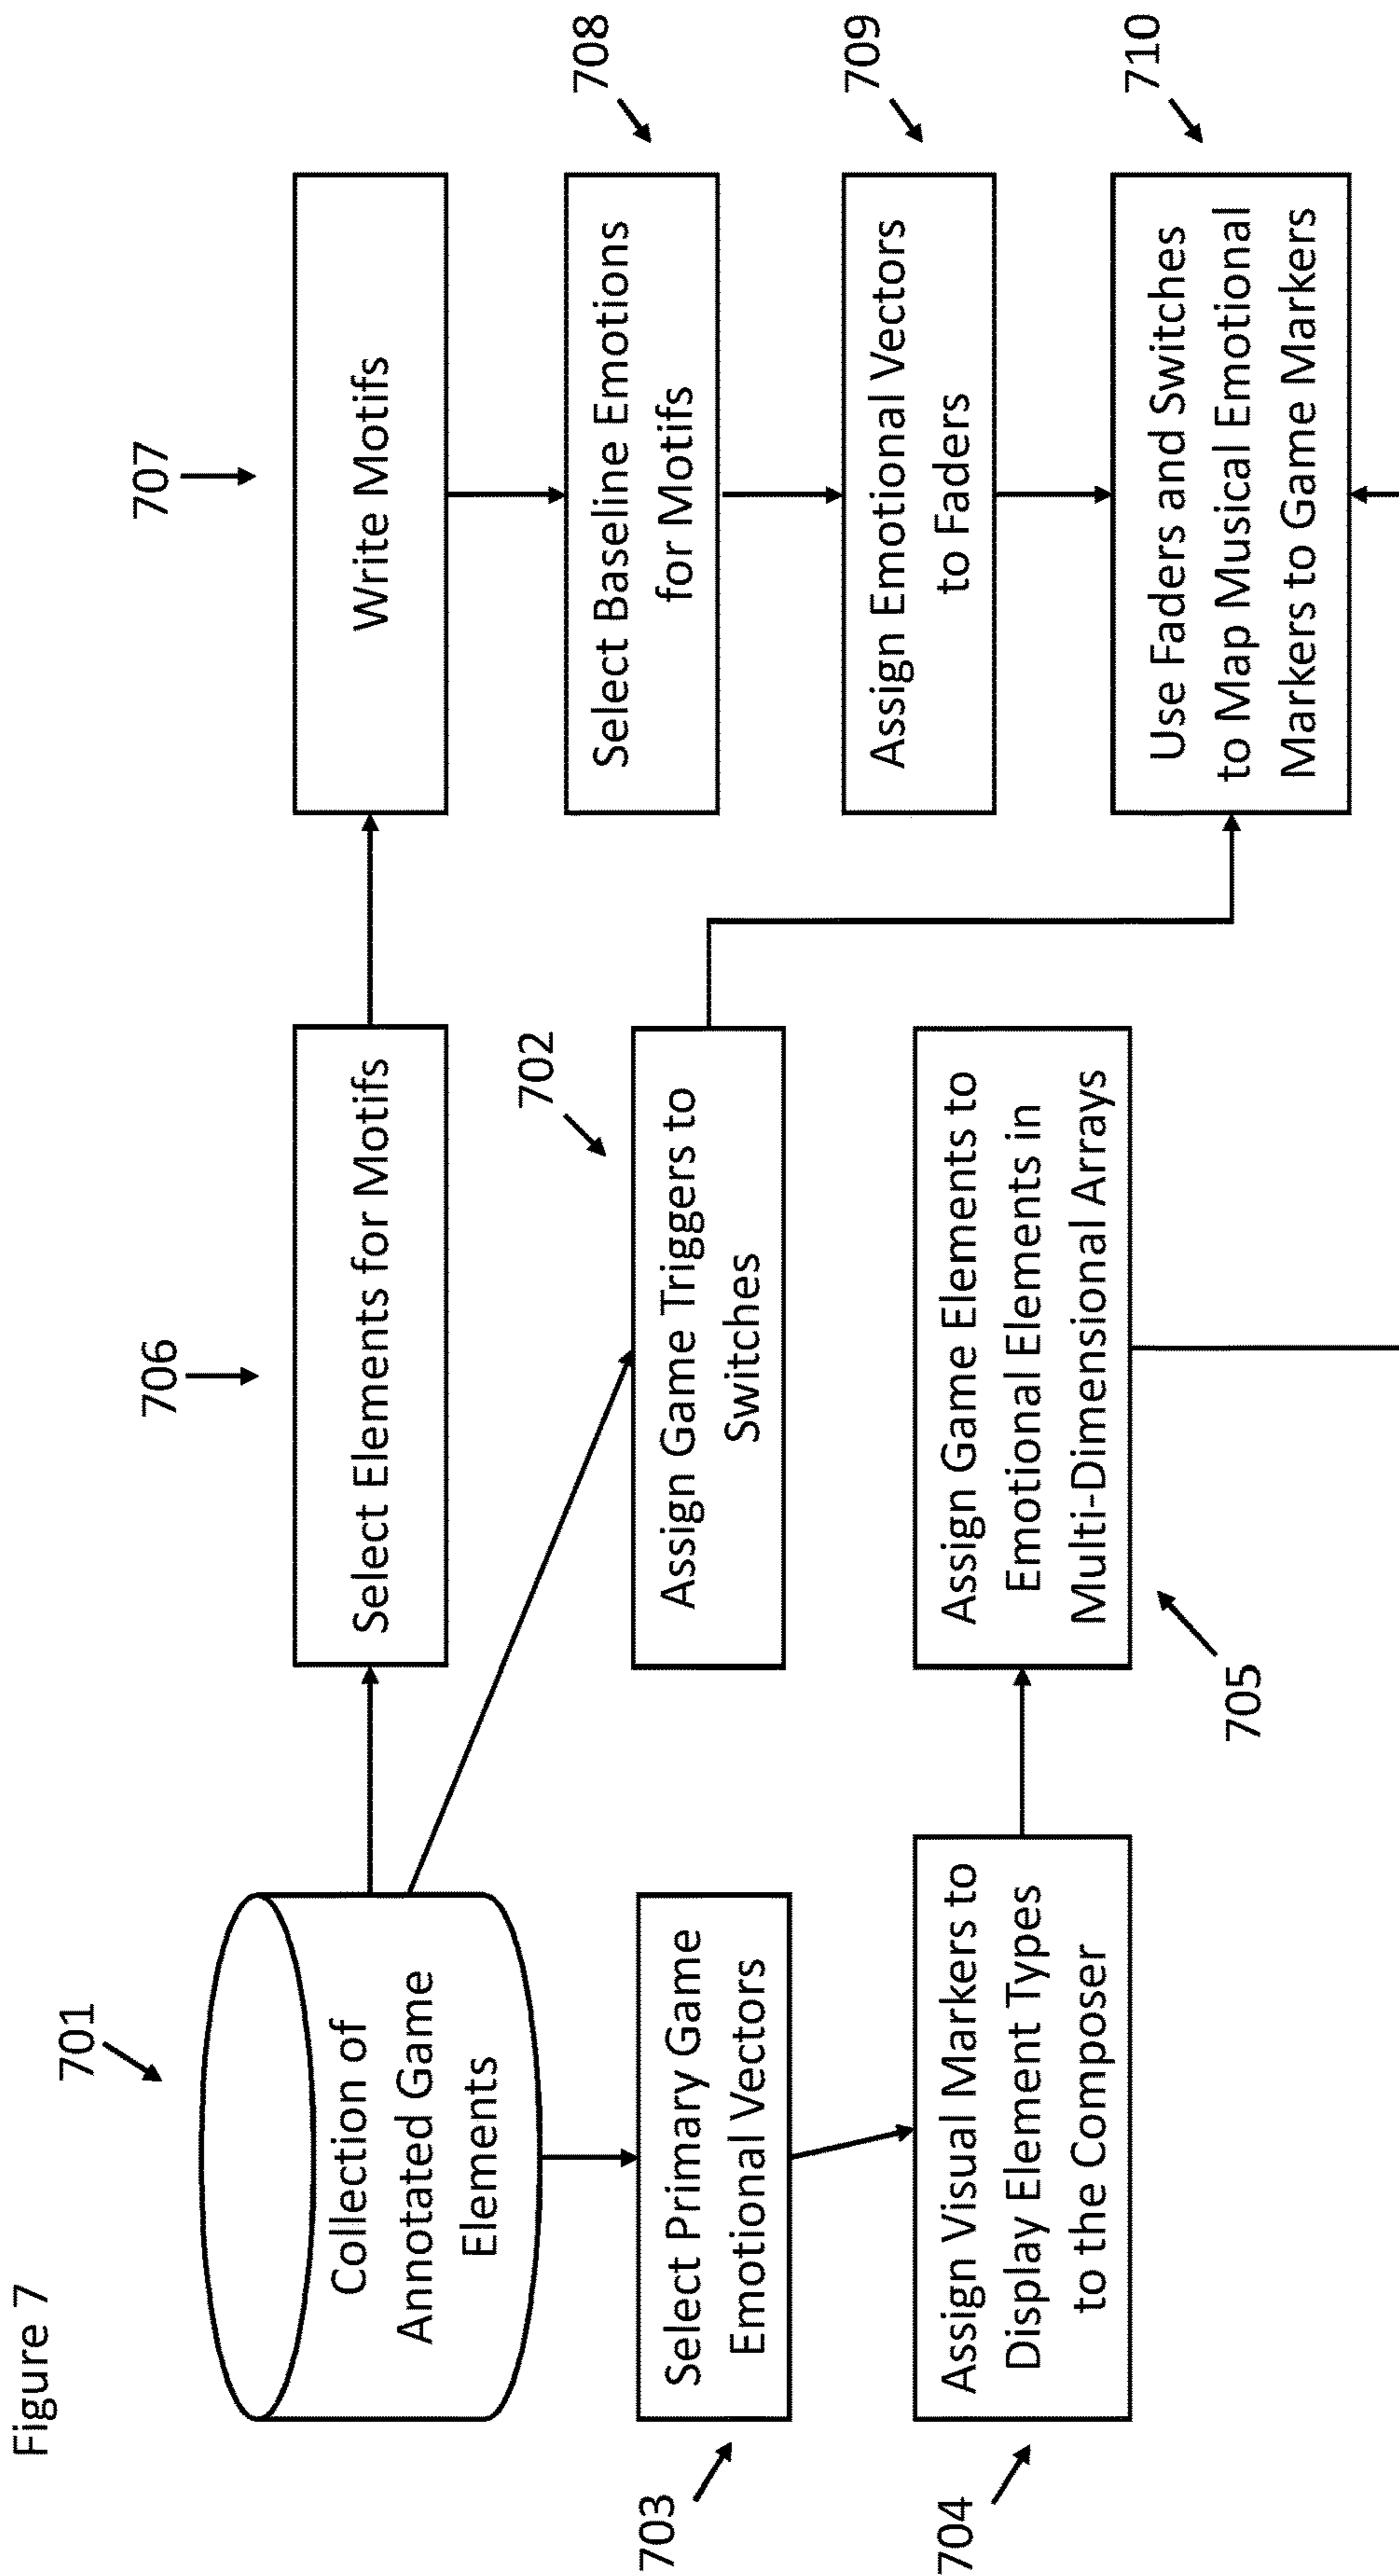 Figure 7
701
Collection of
Annotated Game
Elements
706
Select Elements for Motifs
707
Write Motifs
702
Assign Game Triggers to
Switches
708
Select Baseline Emotions
for Motifs
703
Select Primary Game
Emotional Vectors
709
Assign Emotional Vectors
to Faders
704
Assign Visual Markers to
Display Element Types
to the Composer
705
Assign Game Elements to
Emotional Elements in
Multi-Dimensional Arrays
710
Use Faders and Switches
to Map Musical Emotional
Markers to Game Markers